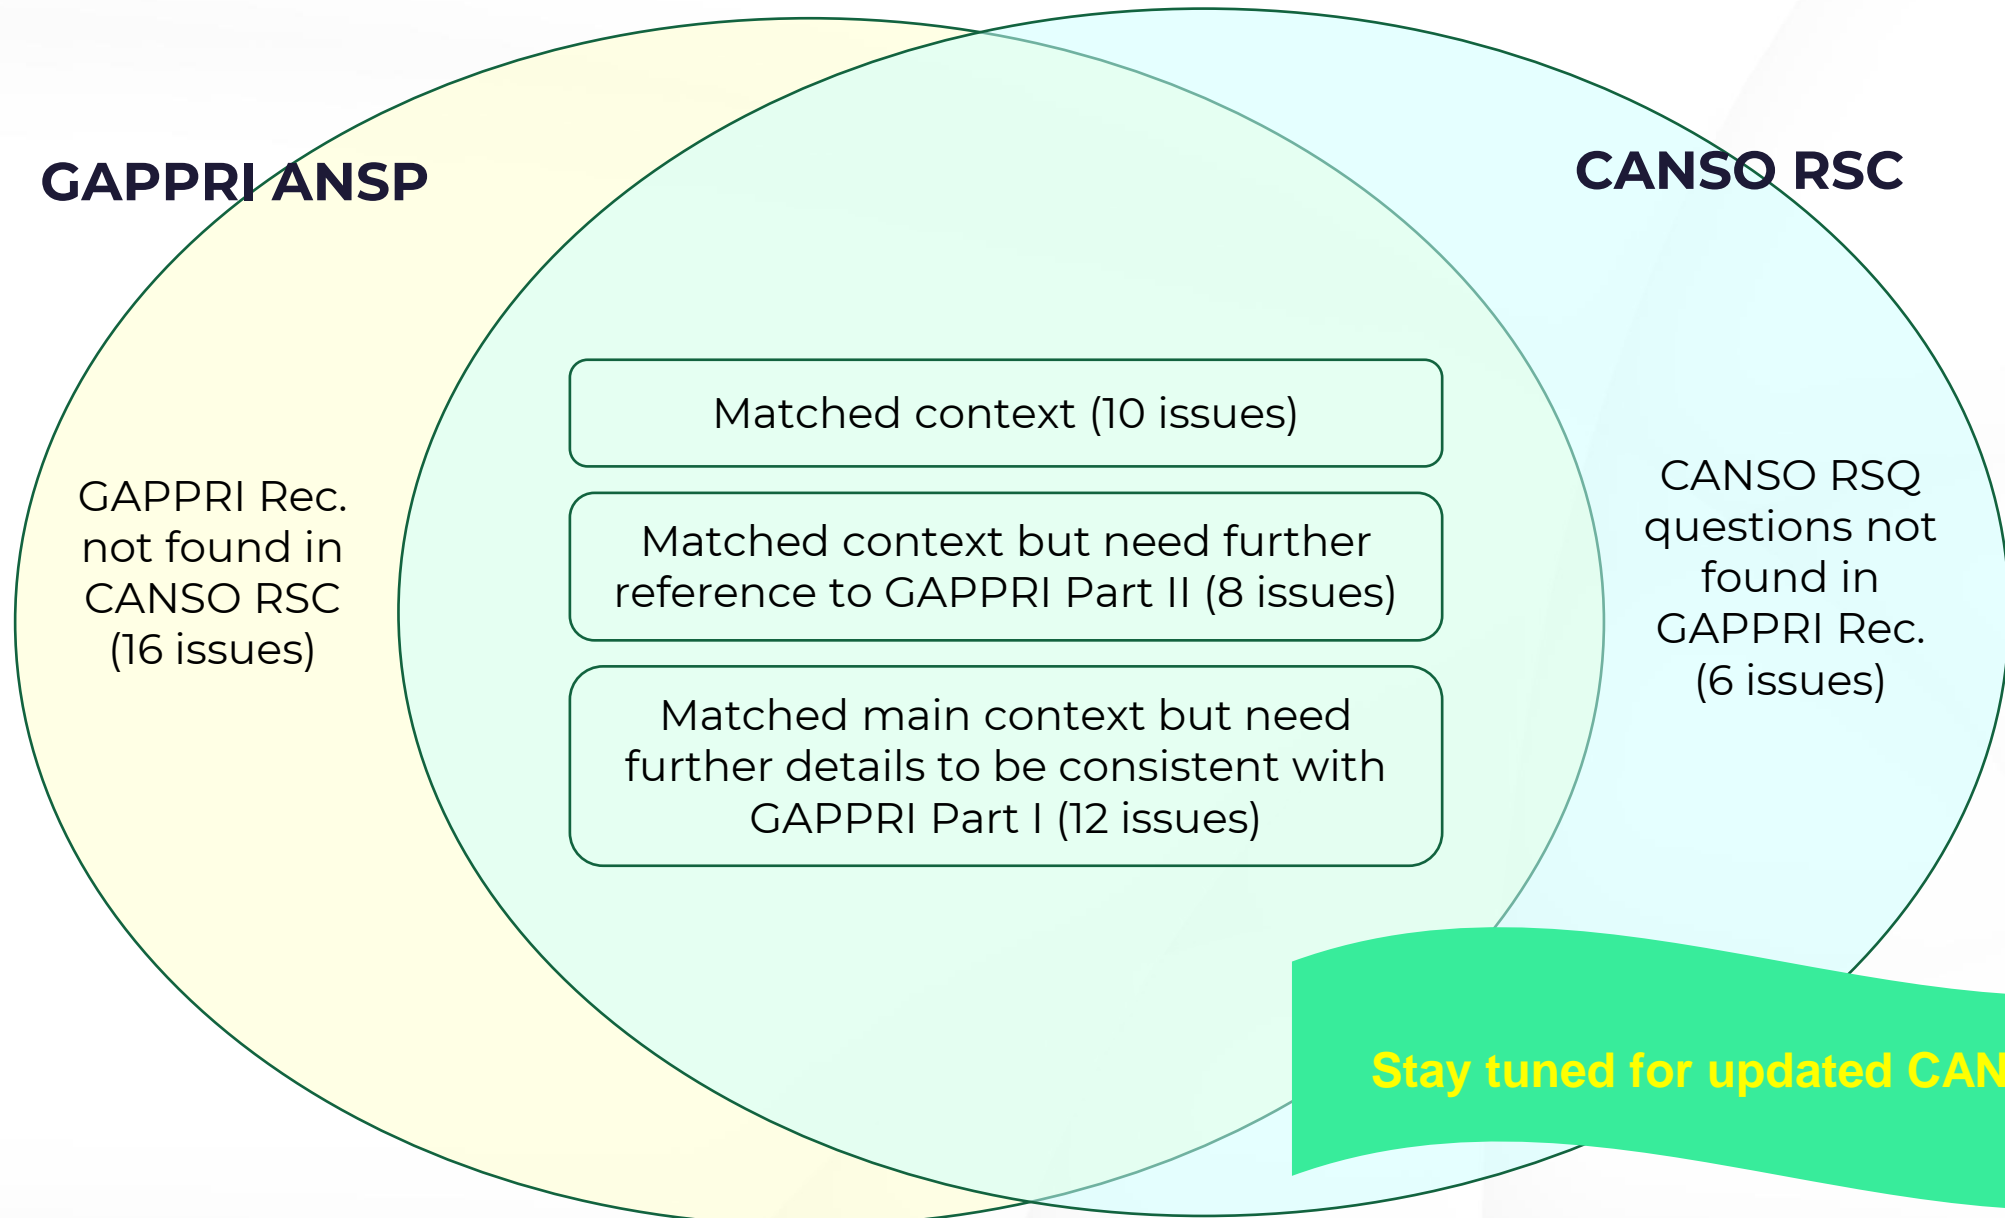 GAPPRI ANSP
CANSO RSC
GAPPRI Rec.
not found in
CANSO RSC
(16 issues)
Matched context (10 issues)
Matched context but need further
reference to GAPPRI Part II (8 issues)
Matched main context but need
further details to be consistent with
GAPPRI Part I (12 issues)
CANSO RSQ
questions not
found in
GAPPRI Rec.
(6 issues)
Stay tuned for updated CAN